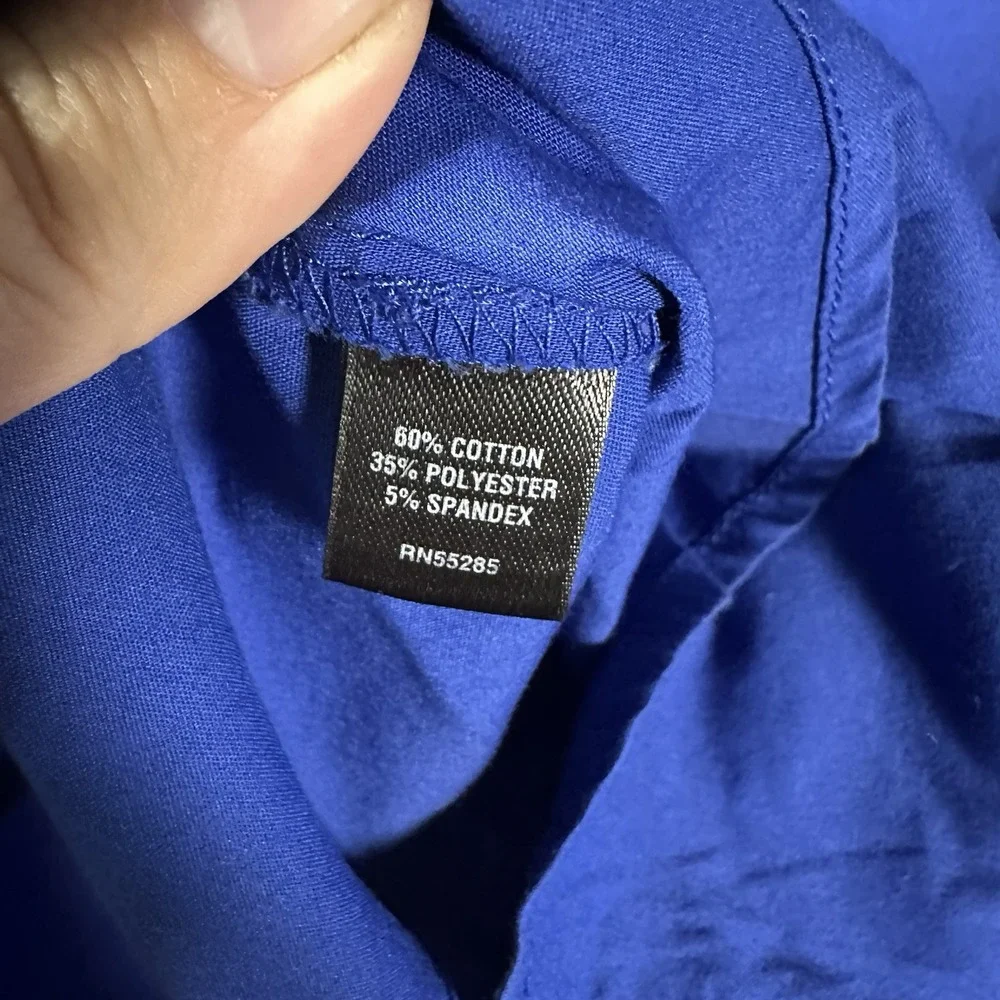 60% COTTON
35% POLYESTER
5% SPANDEX
RN55285